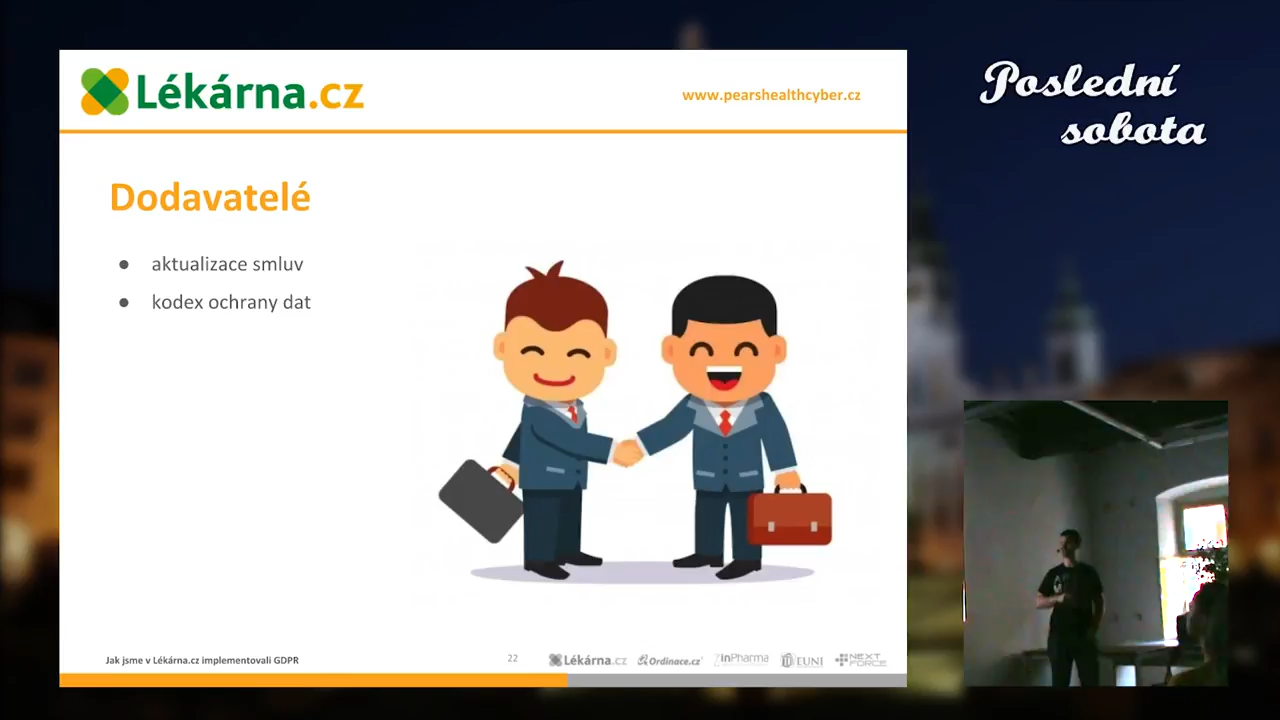 Lékárna.cz
www.pearshealthcyber.cz
Poslední
sobota
Dodavatelé
● aktualizace smluv
● kodex ochrany dat
Jak jsme v Lékárna.cz implementovali GDPR
22
Lékárna.cz
Ordinace.cz
inPharma
EUNI
NEXT
FORCE